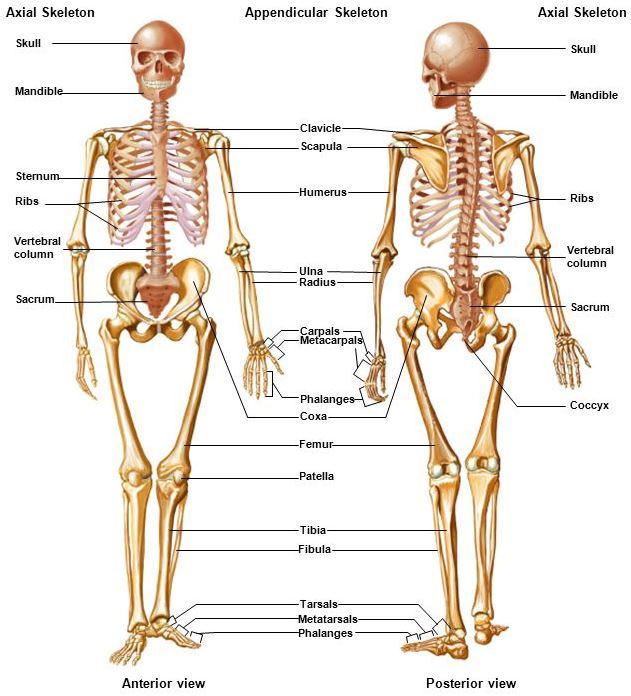 Axial Skeleton
Appendicular Skeleton
Axial Skeleton
Skull
Mandible
Sternum
Ribs
Vertebral
column
Sacrum
Clavicle
Scapula
Humerus
Ulna
Radius
Carpals
Metacarpals
Phalanges
Coxa
Femur
Patella
Tibia
Fibula
Tarsals
Metatarsals
Phalanges
Skull
Mandible
Ribs
Vertebral
column
Sacrum
Coccyx
Anterior view
Posterior view